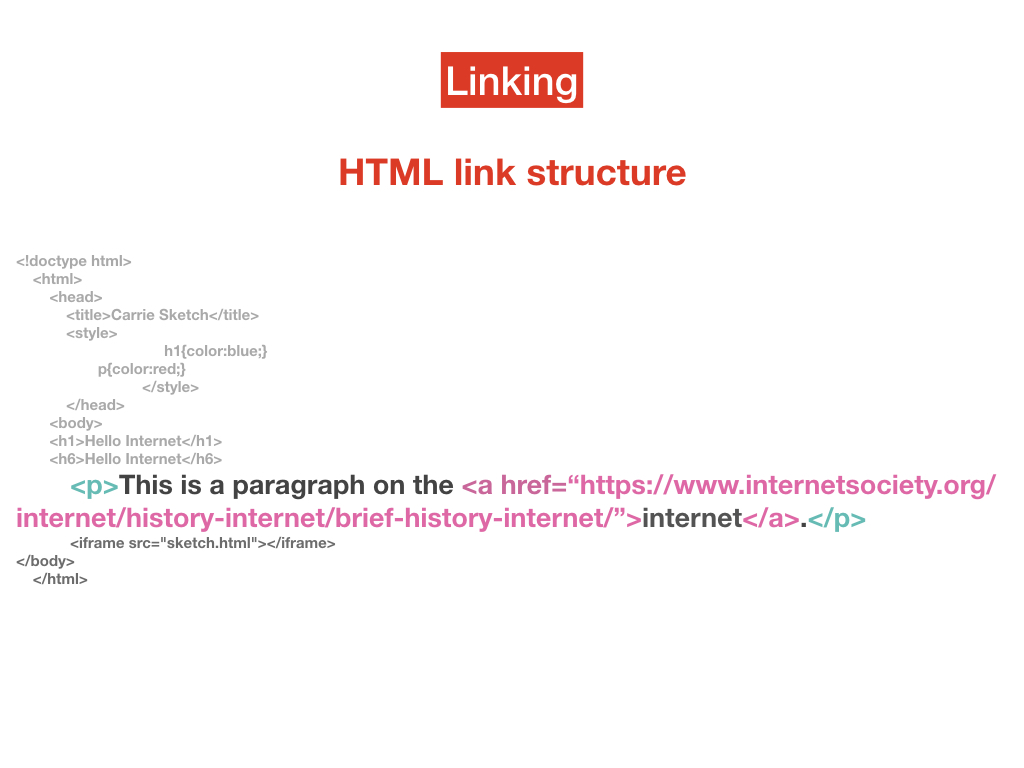 Linking
HTML link structure
<!doctype html>
<html>
<head>
<title>Carrie Sketch</title>
<style>
h1{color:blue;}
p{color:red;}
</style>
</head>
<body>
<h1>Hello Internet</h1>
<h6>Hello Internet</h6>
<p>This is a paragraph on the <a href=“https://www.internetsociety.org/
internet/history-internet/brief-history-internet/”>internet</a>.</p>
<iframe src="sketch.html"></iframe>
</body>
</html>